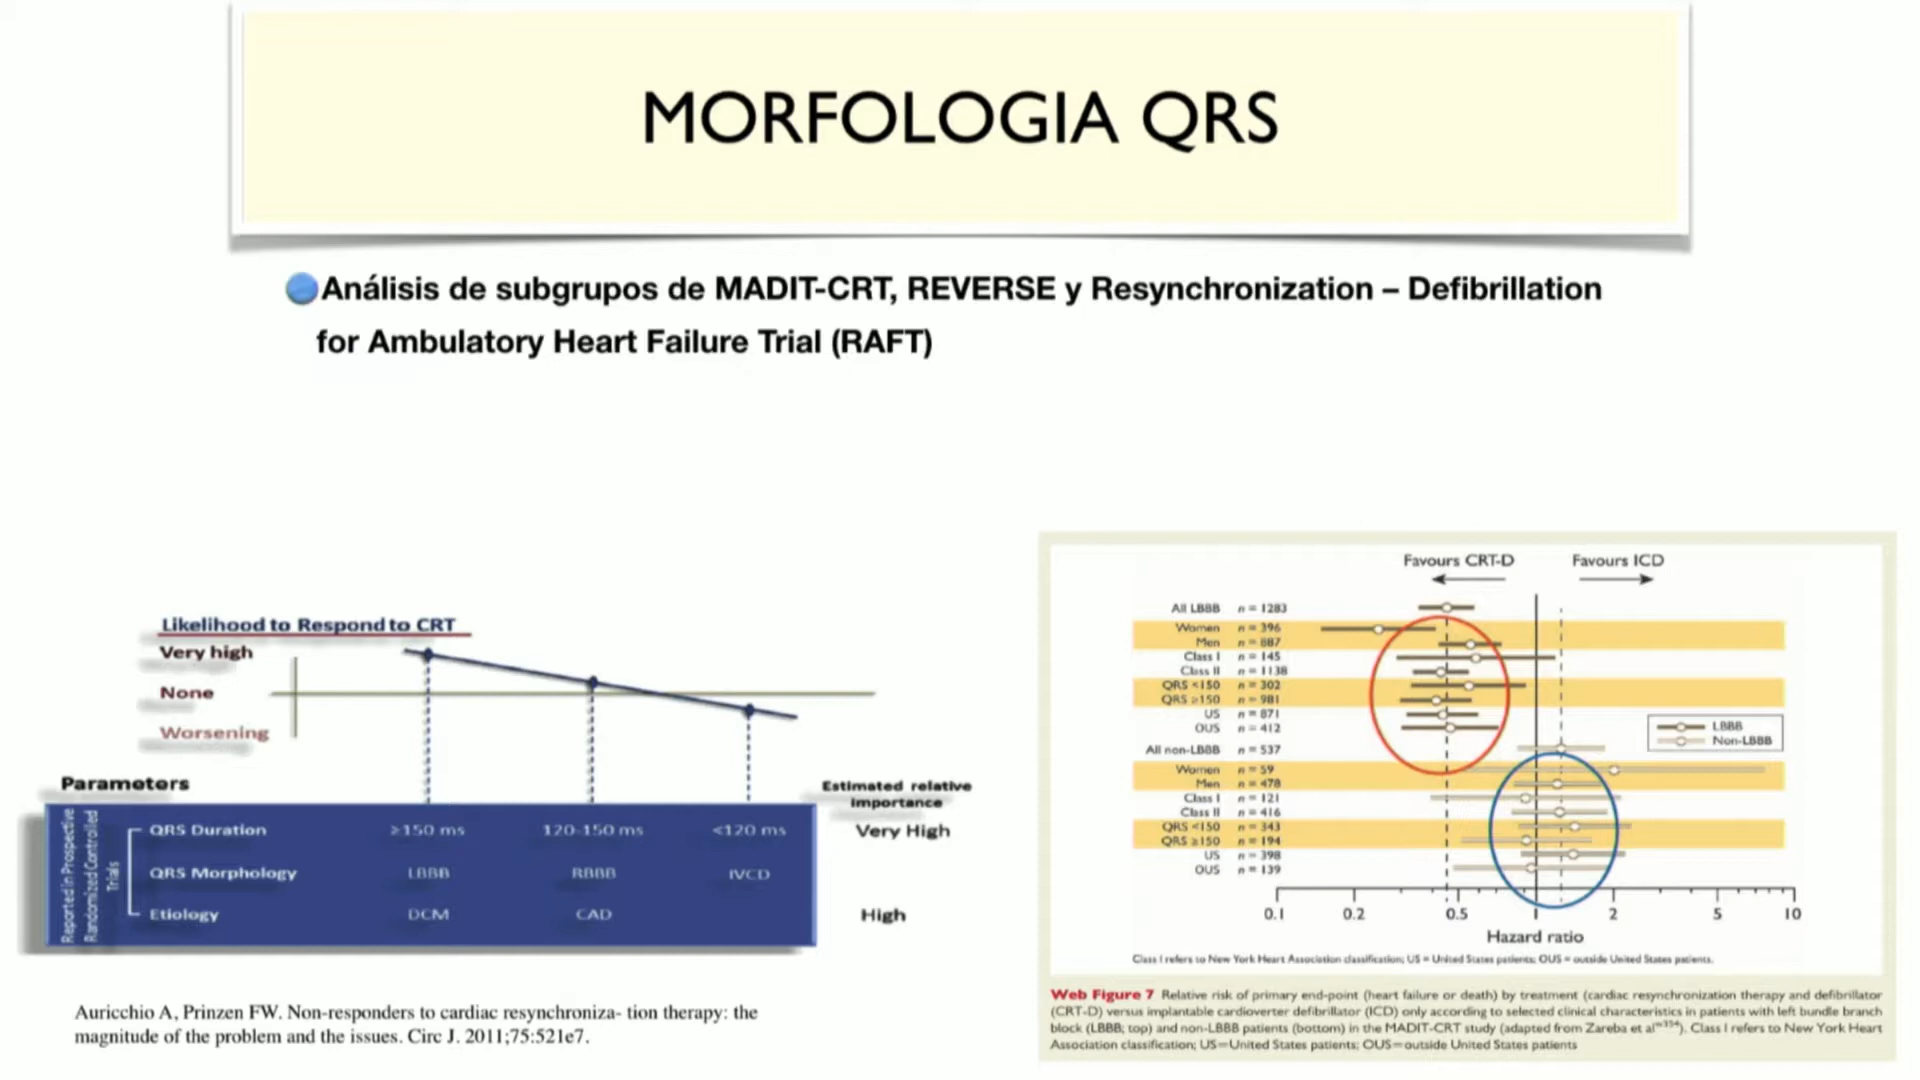 MORFOLOGIA QRS
Análisis de subgrupos de MADIT-CRT, REVERSE y Resynchronization – Defibrillation
for Ambulatory Heart Failure Trial (RAFT)
Likelihood to Respond to CRT
Very high
None
Worsening
Parameters
Estimated relative
importance
Reported in Prospective
Randomized Controlled
Trials
QRS Duration ≥150 ms 120-150 ms <120 ms Very High
QRS Morphology LBBB RBBB IVCD
Etiology DCM CAD High
Auricchio A, Prinzen FW. Non-responders to cardiac resynchroniza- tion therapy: the
magnitude of the problem and the issues. Circ J. 2011;75:521e7.
Favours CRT-D Favours ICD
All LBBB n = 1283
Women n = 396
Men n = 887
Class I n = 145
Class II n = 1138
QRS <150 n = 302
QRS ≥150 n = 981
US n = 871
OUS n = 412
All non-LBBB n = 537
Women n = 59
Men n = 478
Class I n = 121
Class II n = 416
QRS <150 n = 343
QRS ≥150 n = 194
US n = 398
OUS n = 139
LBBB
Non-LBBB
0.1 0.2 0.5 1 2 5 10
Hazard ratio
Class I refers to New York Heart Association classification; US = United States patients; OUS = outside United States patients.
Web Figure 7 Relative risk of primary end-point (heart failure or death) by treatment (cardiac resynchronization therapy and defibrillator
(CRT-D) versus implantable cardioverter defibrillator (ICD) only according to selected clinical characteristics in patients with left bundle branch
block (LBBB; top) and non-LBBB patients (bottom) in the MADIT-CRT study (adapted from Zareba et al). Class I refers to New York Heart
Association classification; US=United States patients; OUS=outside United States patients